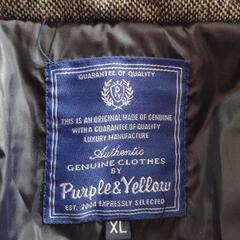 GUARANTEE OF QUALITY
P Y
THIS IS AN ORIGINAL MADE OF GENUINE
WITH A GUARANTEE OF QUALITY
LUXURY MANUFACTURE
Authentic
GENUINE CLOTHES
BY
Purple&Yellow
EST. 2004 EXPRESSLY SELECTED
XL